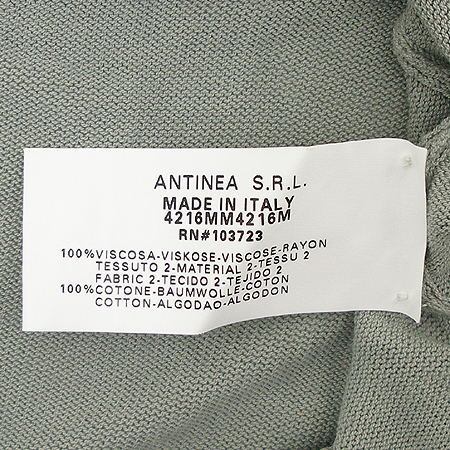 ANTINEA S.R.L.
MADE IN ITALY
4216MM4216M
RN#103723
100%VISCOSA-VISKOSE-VISCOSE-RAYON
TESSUTO 2-MATERIAL 2-TESSU 2
FABRIC 2-TECIDO 2-TEJIDO 2
100%COTONE-BAUMWOLLE-COTON
COTTON-ALGODAO-ALGODON